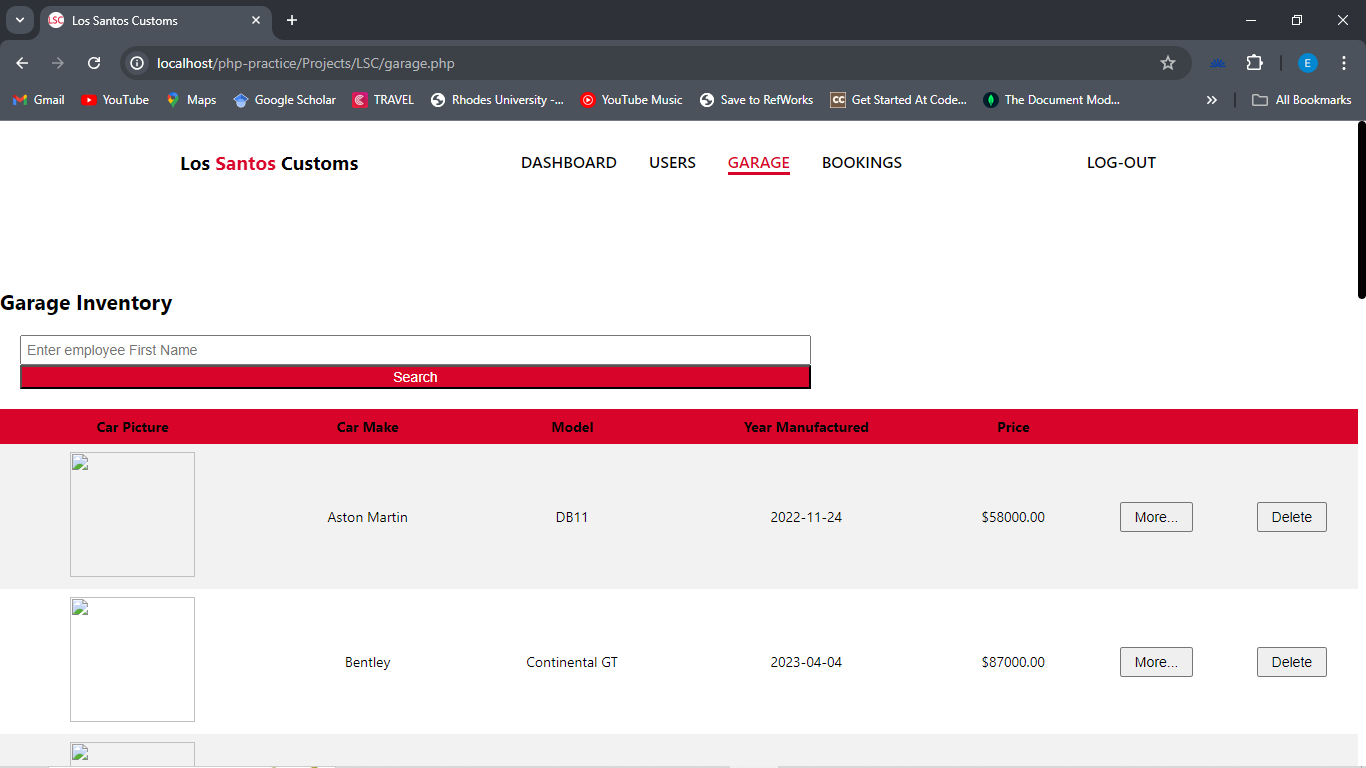 LSC Los Santos Customs
localhost/php-practice/Projects/LSC/garage.php
E
Gmail YouTube Maps Google Scholar TRAVEL Rhodes University -... YouTube Music Save to RefWorks CC Get Started At Code... The Document Mod... » All Bookmarks
Los Santos Customs DASHBOARD USERS GARAGE BOOKINGS LOG-OUT
Garage Inventory
Enter employee First Name
Search
Car Picture Car Make Model Year Manufactured Price
Aston Martin DB11 2022-11-24 $58000.00 More... Delete
Bentley Continental GT 2023-04-04 $87000.00 More... Delete